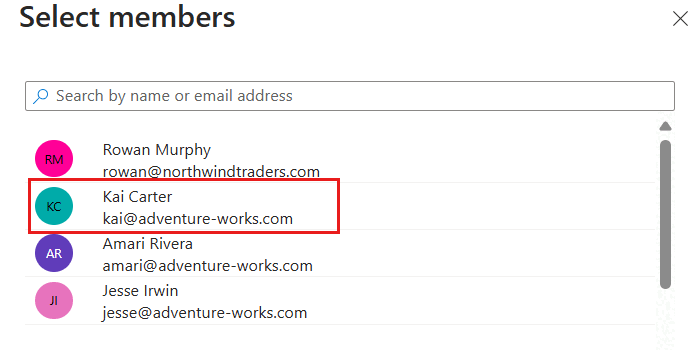 Select members
Search by name or email address
RM
Rowan Murphy
rowan@northwindtraders.com
KC
Kai Carter
kai@adventure-works.com
AR
Amari Rivera
amari@adventure-works.com
JI
Jesse Irwin
jesse@adventure-works.com